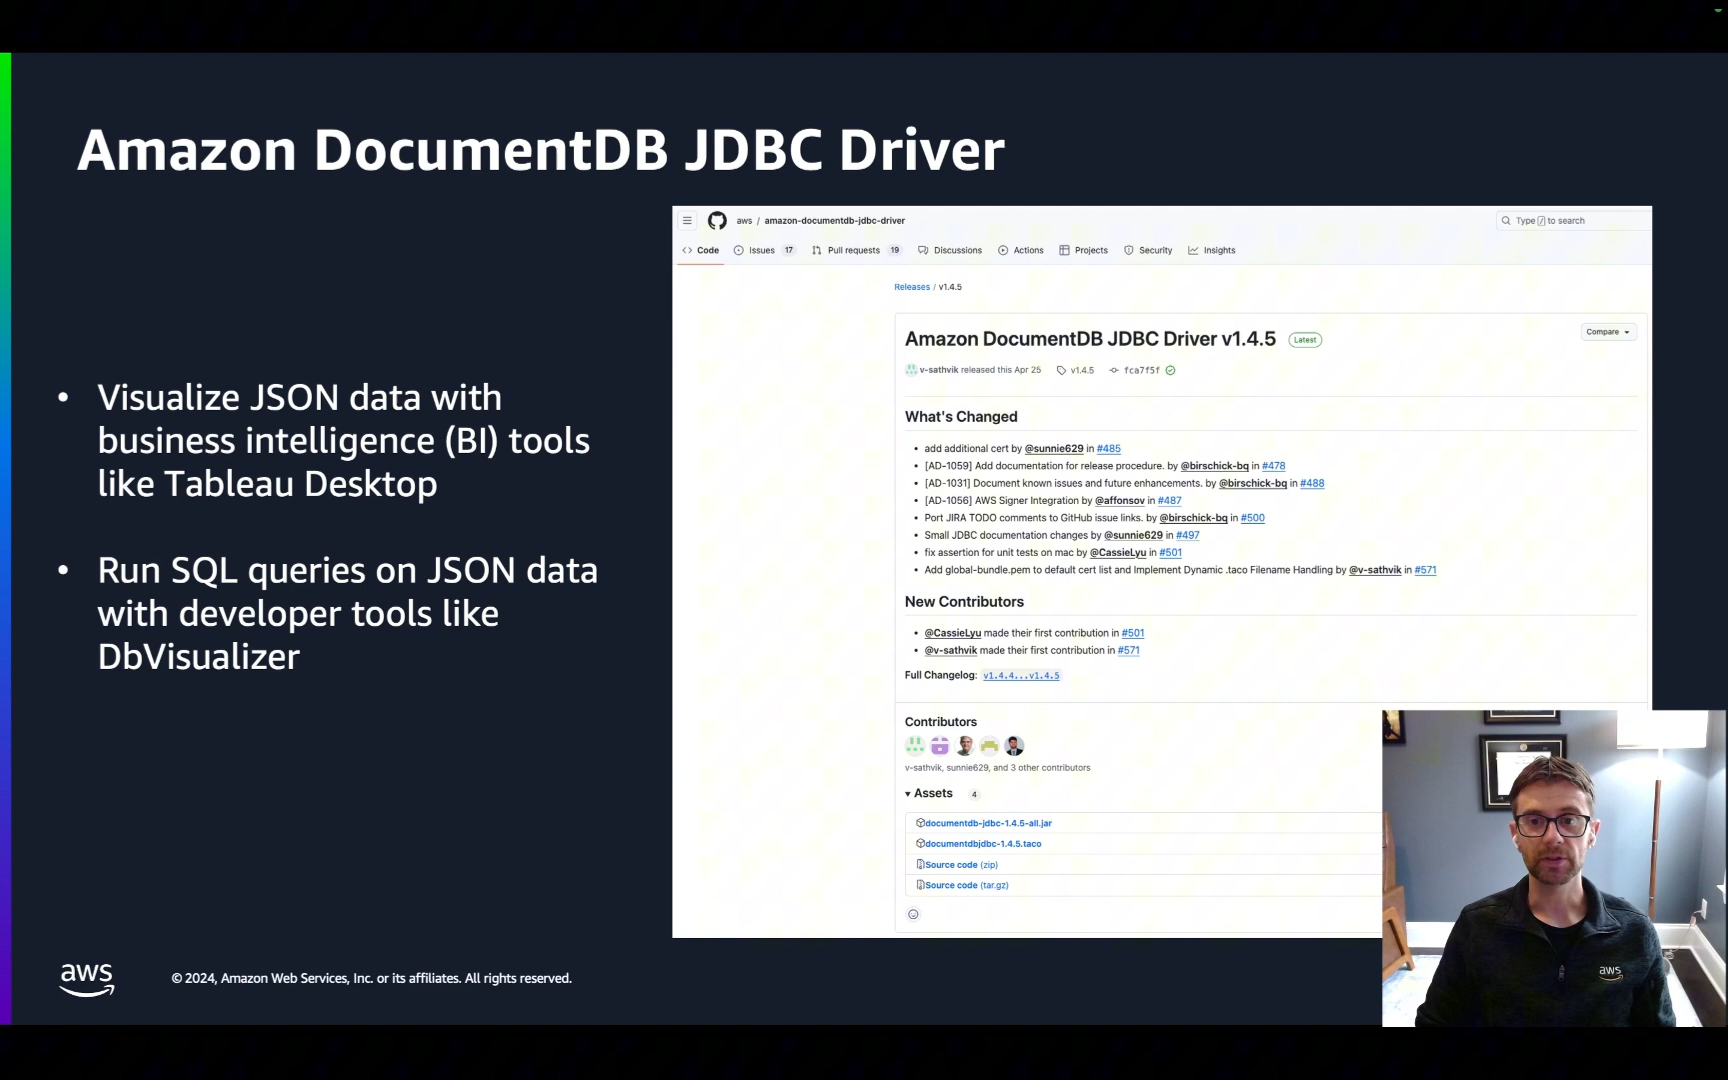 Amazon DocumentDB JDBC Driver
• Visualize JSON data with
business intelligence (BI) tools
like Tableau Desktop
• Run SQL queries on JSON data
with developer tools like
DbVisualizer
aws / amazon-documentdb-jdbc-driver
Type / to search
Code Issues 17 Pull requests 19 Discussions Actions Projects Security Insights
Releases / v1.4.5
Amazon DocumentDB JDBC Driver v1.4.5 Latest
Compare
v-sathvik released this Apr 25 v1.4.5 fca7f5f
What's Changed
• add additional cert by @sunnie629 in #485
• [AD-1059] Add documentation for release procedure. by @birschick-bq in #478
• [AD-1031] Document known issues and future enhancements. by @birschick-bq in #488
• [AD-1056] AWS Signer Integration by @affonsov in #487
• Port JIRA TODO comments to GitHub issue links. by @birschick-bq in #500
• Small JDBC documentation changes by @sunnie629 in #497
• fix assertion for unit tests on mac by @CassieLyu in #501
• Add global-bundle.pem to default cert list and Implement Dynamic .taco Filename Handling by @v-sathvik in #571
New Contributors
• @CassieLyu made their first contribution in #501
• @v-sathvik made their first contribution in #571
Full Changelog: v1.4.4...v1.4.5
Contributors
v-sathvik, sunnie629, and 3 other contributors
Assets 4
documentdb-jdbc-1.4.5-all.jar
documentdbjdbc-1.4.5.taco
Source code (zip)
Source code (tar.gz)
aws
aws
© 2024, Amazon Web Services, Inc. or its affiliates. All rights reserved.